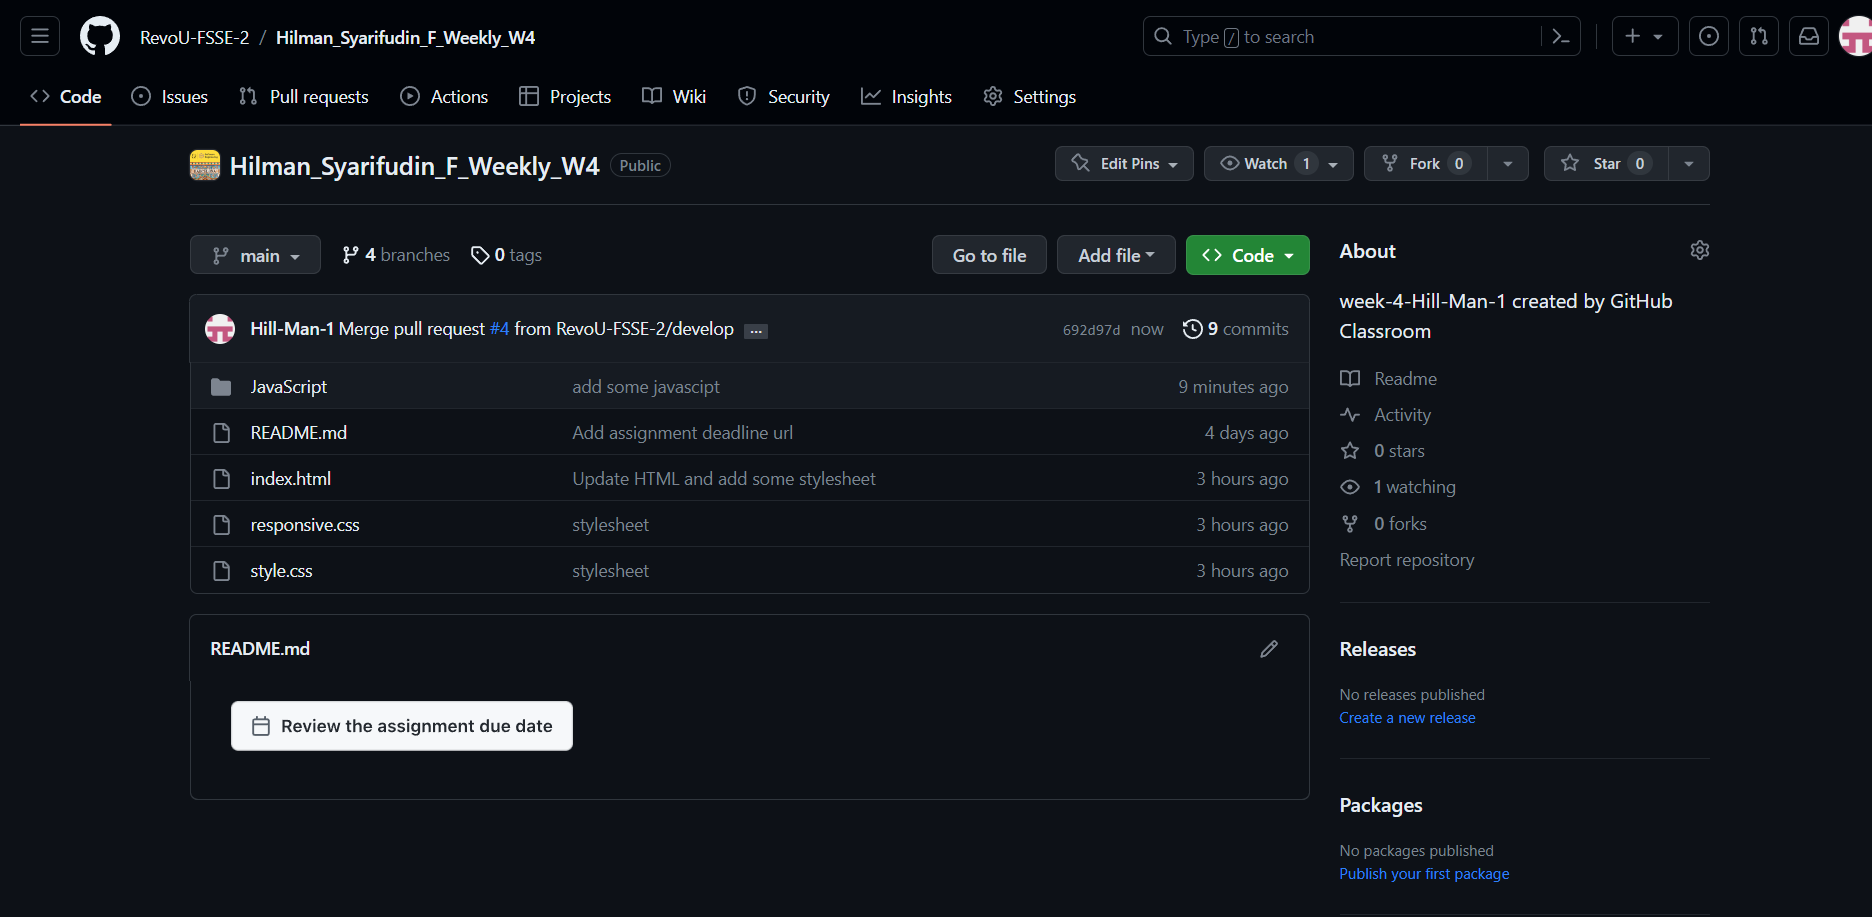 RevoU-FSSE-2 / Hilman_Syarifudin_F_Weekly_W4
Type / to search
Code Issues Pull requests Actions Projects Wiki Security Insights Settings
Hilman_Syarifudin_F_Weekly_W4 Public
Edit Pins Watch 1 Fork 0 Star 0
main 4 branches 0 tags Go to file Add file Code
Hill-Man-1 Merge pull request #4 from RevoU-FSSE-2/develop ... 692d97d now 9 commits
JavaScript add some javascipt 9 minutes ago
README.md Add assignment deadline url 4 days ago
index.html Update HTML and add some stylesheet 3 hours ago
responsive.css stylesheet 3 hours ago
style.css stylesheet 3 hours ago
README.md
Review the assignment due date
About
week-4-Hill-Man-1 created by GitHub
Classroom
Readme
Activity
0 stars
1 watching
0 forks
Report repository
Releases
No releases published
Create a new release
Packages
No packages published
Publish your first package